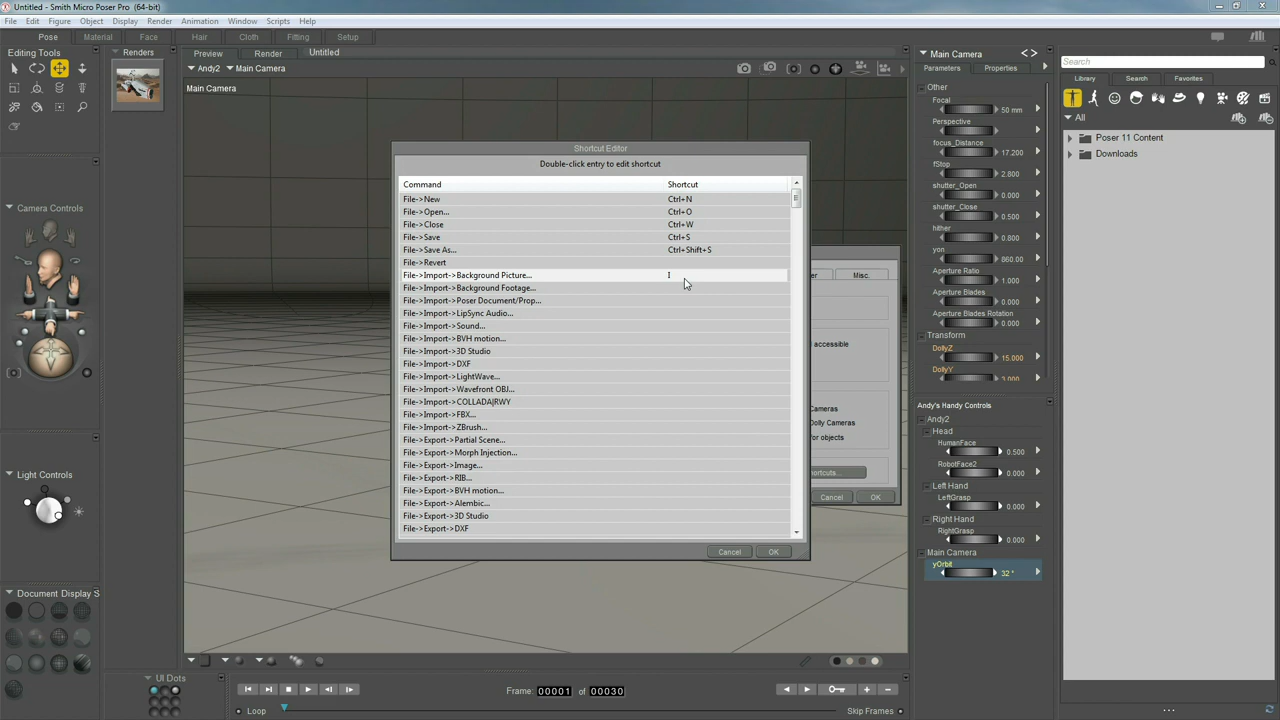 Untitled - Smith Micro Poser Pro (64-bit)
File Edit Figure Object Display Render Animation Window Scripts Help
Pose Material Face Hair Cloth Fitting Setup
Editing Tools
Renders
Preview Render Untitled
Andy2 Main Camera
Main Camera
Camera Controls
Light Controls
Document Display S
UI Dots
Shortcut Editor
Double-click entry to edit shortcut
Command Shortcut
File->New Ctrl+N
File->Open... Ctrl+O
File->Close Ctrl+W
File->Save Ctrl+S
File->Save As... Ctrl+Shift+S
File->Revert
File->Import->Background Picture... I
File->Import->Background Footage...
File->Import->Poser Document/Prop...
File->Import->LipSync Audio...
File->Import->Sound...
File->Import->BVH motion...
File->Import->3D Studio
File->Import->DXF
File->Import->LightWave...
File->Import->Wavefront OBJ...
File->Import->COLLADA|RWY
File->Import->FBX...
File->Import->ZBrush...
File->Export->Partial Scene...
File->Export->Morph Injection...
File->Export->Image...
File->Export->RIB...
File->Export->BVH motion...
File->Export->Alembic...
File->Export->3D Studio
File->Export->DXF
Cancel OK
er Misc.
accessible
Cameras
Dolly Cameras
for objects
ortcuts...
Cancel OK
Frame: 00001 of 00030
Loop
Skip Frames
Main Camera
Parameters Properties
Other
Focal
50 mm
Perspective
focus_Distance
17.200
fStop
2.800
shutter_Open
0.000
shutter_Close
0.500
hither
0.800
yon
860.00
Aperture Ratio
1.000
Aperture Blades
0.000
Aperture Blades Rotation
0.000
Transform
DollyZ
15.000
DollyY
3.000
Andy's Handy Controls
Andy2
Head
HumanFace
0.500
RobotFace2
0.000
Left Hand
LeftGrasp
0.000
Right Hand
RightGrasp
0.000
Main Camera
yOrbit
32 °
Search
Library Search Favorites
All
Poser 11 Content
Downloads